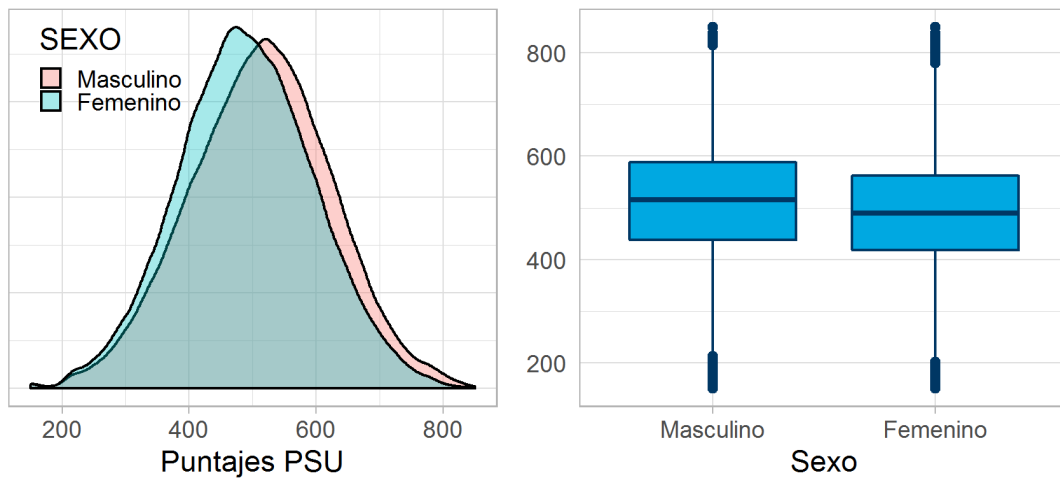 SEXO
Masculino
Femenino
200 400 600 800
Puntajes PSU
800
600
400
200
Masculino Femenino
Sexo